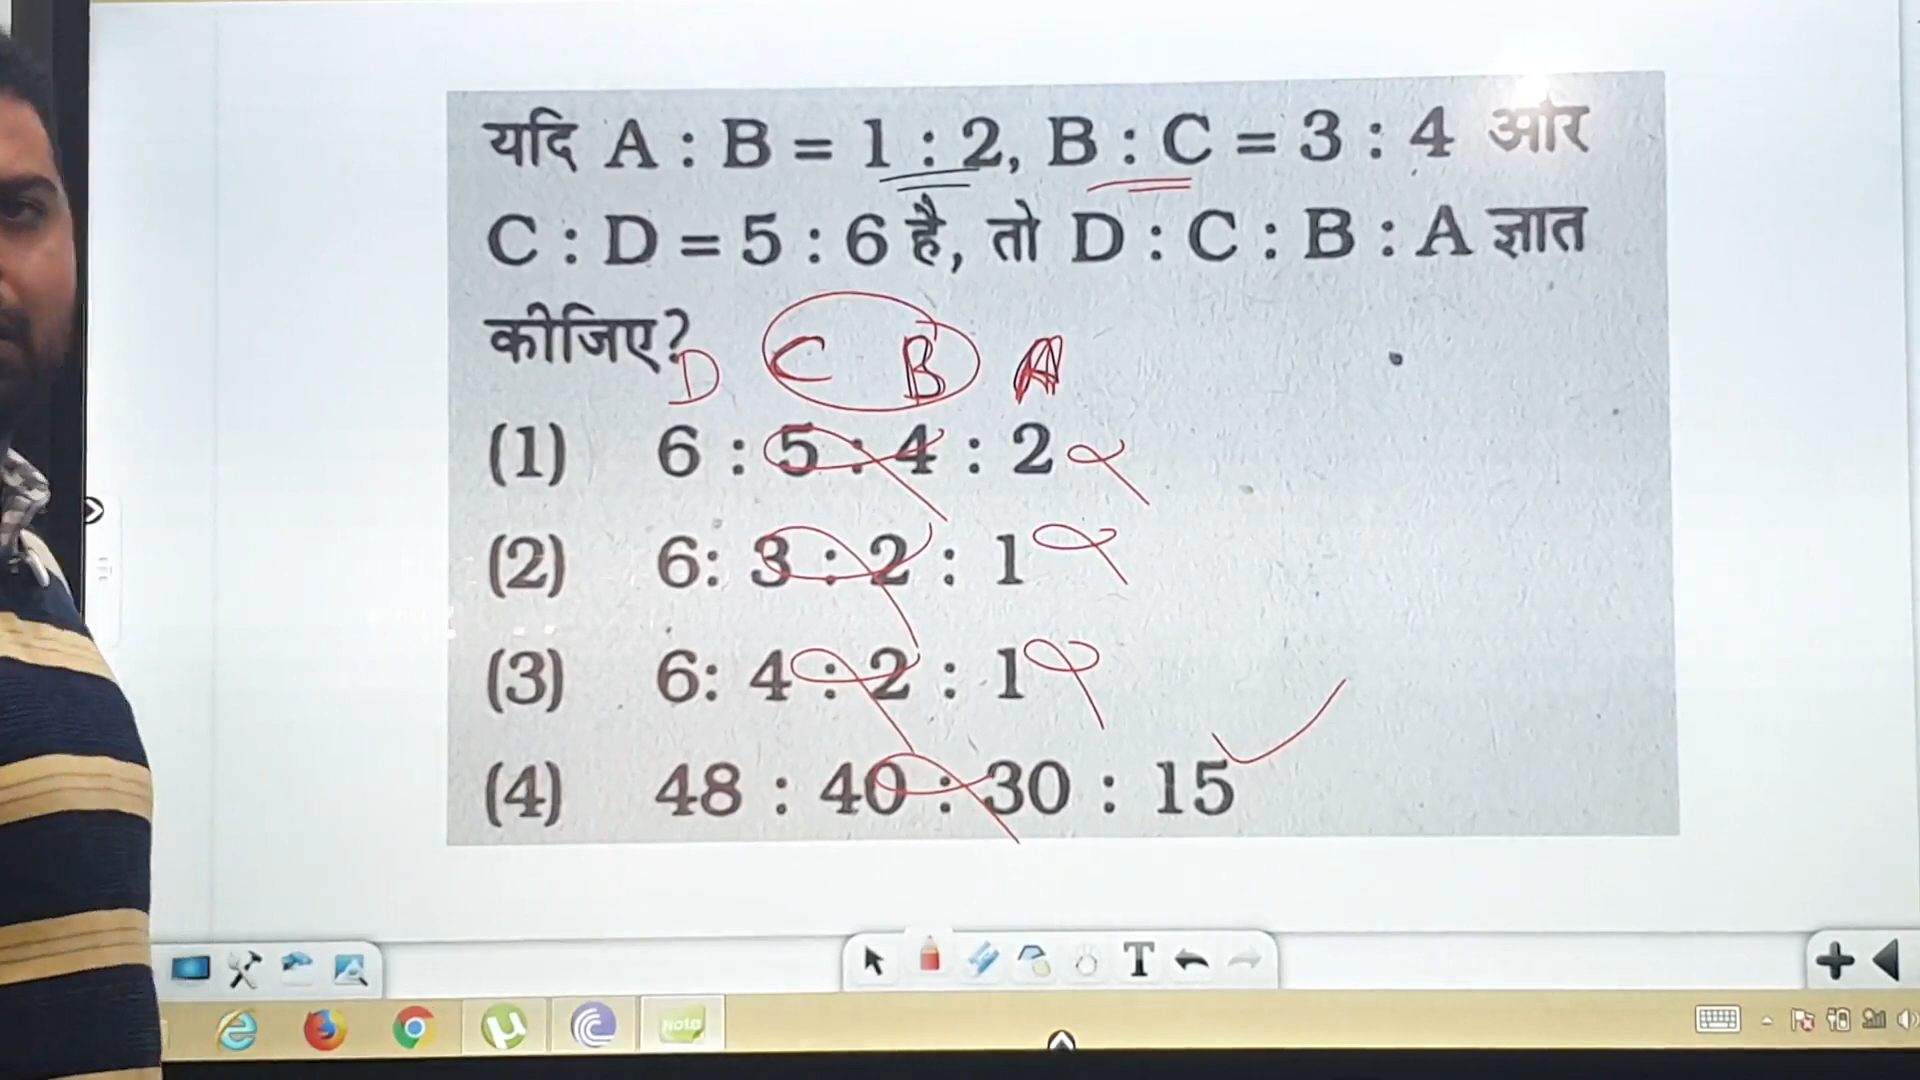 यदि A : B = 1 : 2, B : C = 3 : 4 और
C : D = 5 : 6 है, तो D : C : B : A ज्ञात
कीजिए?
D C B A
(1) 6 : 5 : 4 : 2
(2) 6: 3 : 2 : 1
(3) 6: 4 : 2 : 1
(4) 48 : 40 : 30 : 15
T
Note